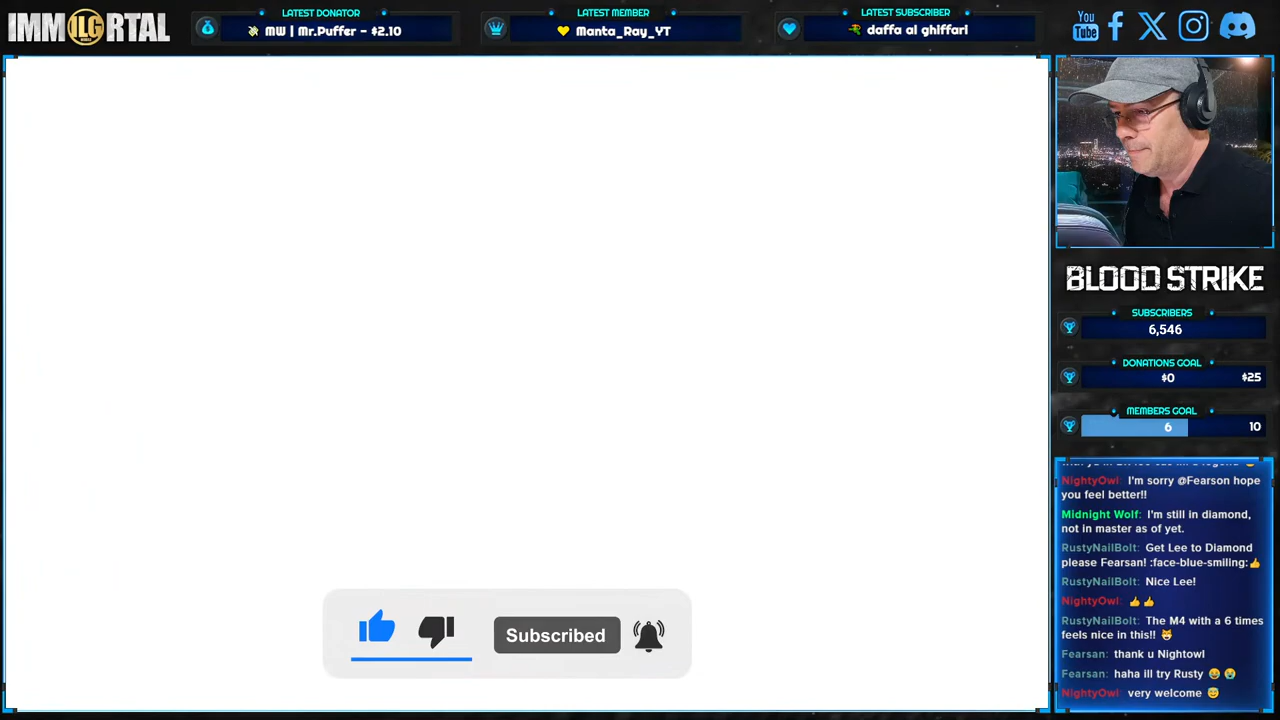 IMMORTAL
ILG
LATEST DONATOR
MW | Mr.Puffer - $2.10
LATEST MEMBER
Manta_Ray_YT
LATEST SUBSCRIBER
daffa al ghiffari
You
Tube
BLOOD STRIKE
SUBSCRIBERS
6,546
DONATIONS GOAL
$0 $25
MEMBERS GOAL
6 10
NightyOwl: I'm sorry @Fearson hope
you feel better!!
Midnight Wolf: I'm still in diamond,
not in master as of yet.
RustyNailBolt: Get Lee to Diamond
please Fearsan! :face-blue-smiling:👍
RustyNailBolt: Nice Lee!
NightyOwl: 👍👍
RustyNailBolt: The M4 with a 6 times
feels nice in this!! 😸
Fearsan: thank u Nightowl
Fearsan: haha ill try Rusty 😂😭
NightyOwl: very welcome 😇
Subscribed